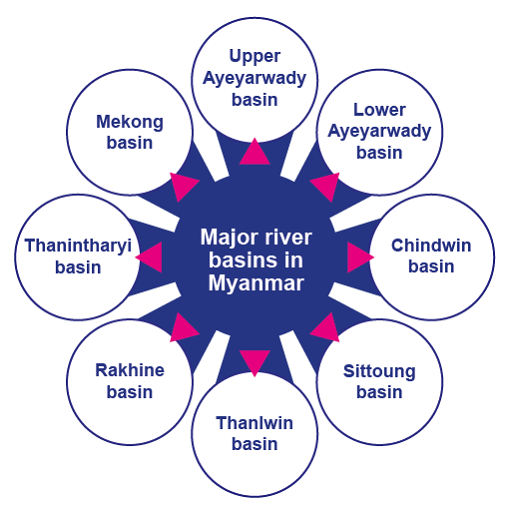 Upper
Ayeyarwady
basin
Lower
Ayeyarwady
basin
Mekong
basin
Thanintharyi
basin
Major river
basins in
Myanmar
Chindwin
basin
Rakhine
basin
Sittoung
basin
Thanlwin
basin